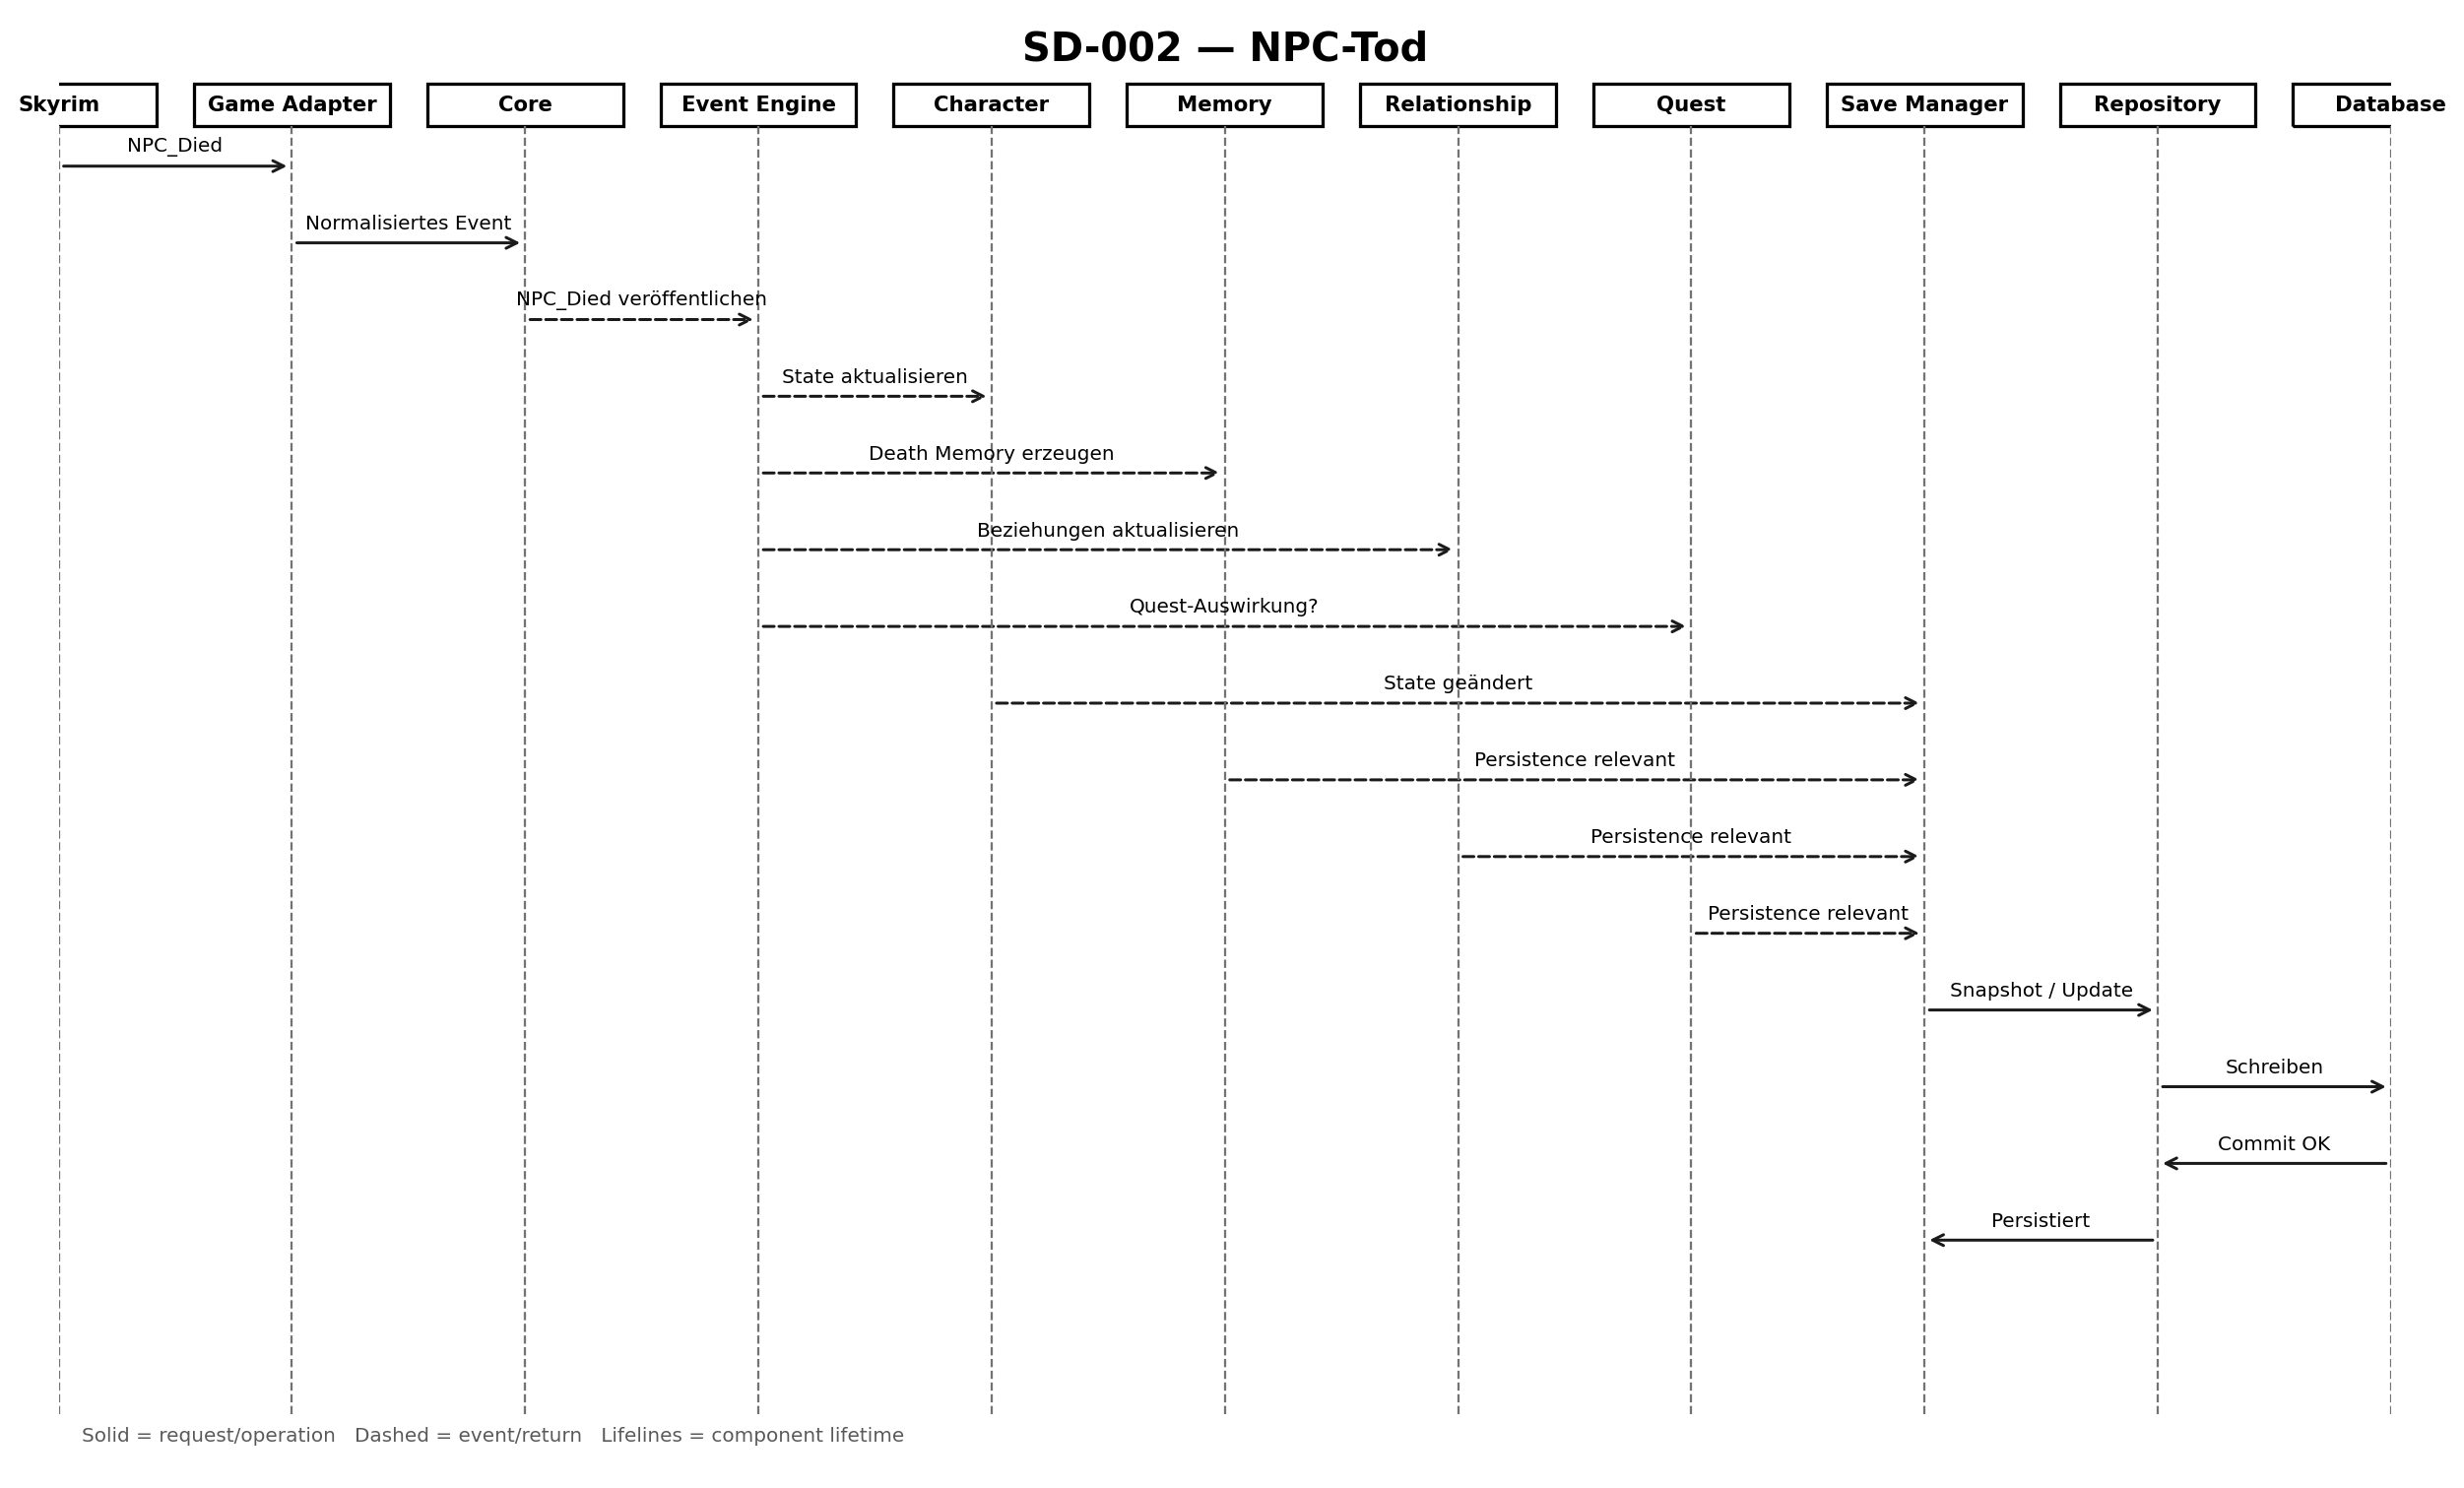 SD-002 — NPC-Tod
Skyrim Game Adapter Core Event Engine Character Memory Relationship Quest Save Manager Repository Database
NPC_Died
Normalisiertes Event
NPC_Died veröffentlichen
State aktualisieren
Death Memory erzeugen
Beziehungen aktualisieren
Quest-Auswirkung?
State geändert
Persistence relevant
Persistence relevant
Persistence relevant
Snapshot / Update
Schreiben
Commit OK
Persistiert
Solid = request/operation Dashed = event/return Lifelines = component lifetime